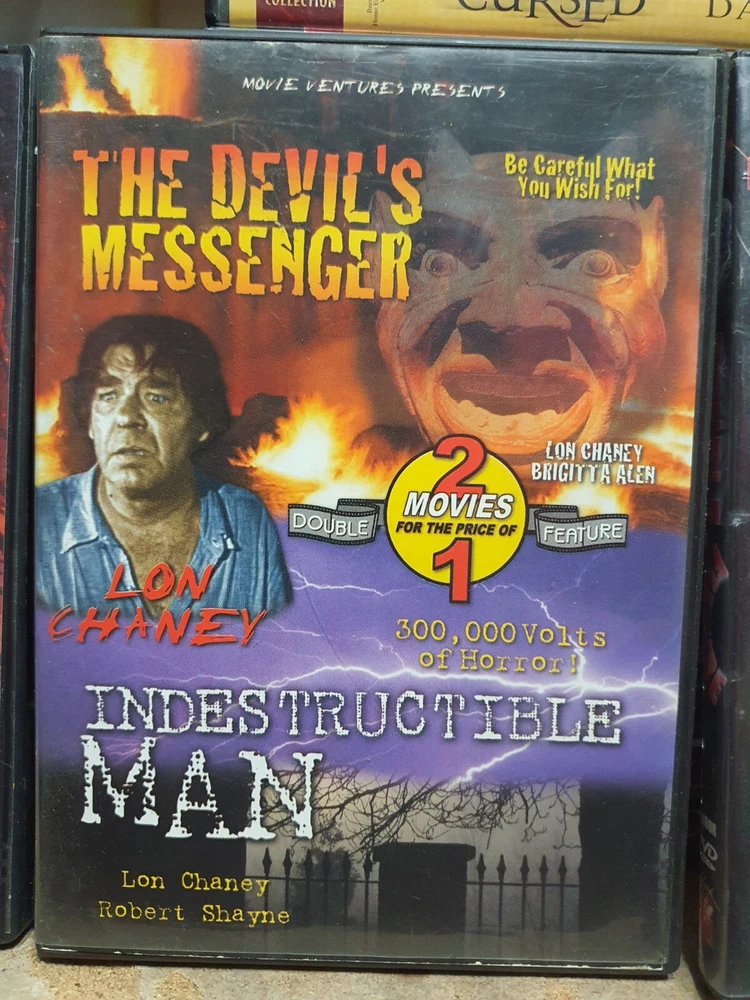 COLLECTION
CURSED
MOVIE VENTURES PRESENTS
THE DEVIL'S
MESSENGER
Be Careful What
You Wish For!
LON CHANEY
BRIGITTA ALEN
2
MOVIES
FOR THE PRICE OF
1
DOUBLE
FEATURE
LON
CHANEY
300,000 Volts
of Horror!
INDESTRUCTIBLE
MAN
Lon Chaney
Robert Shayne